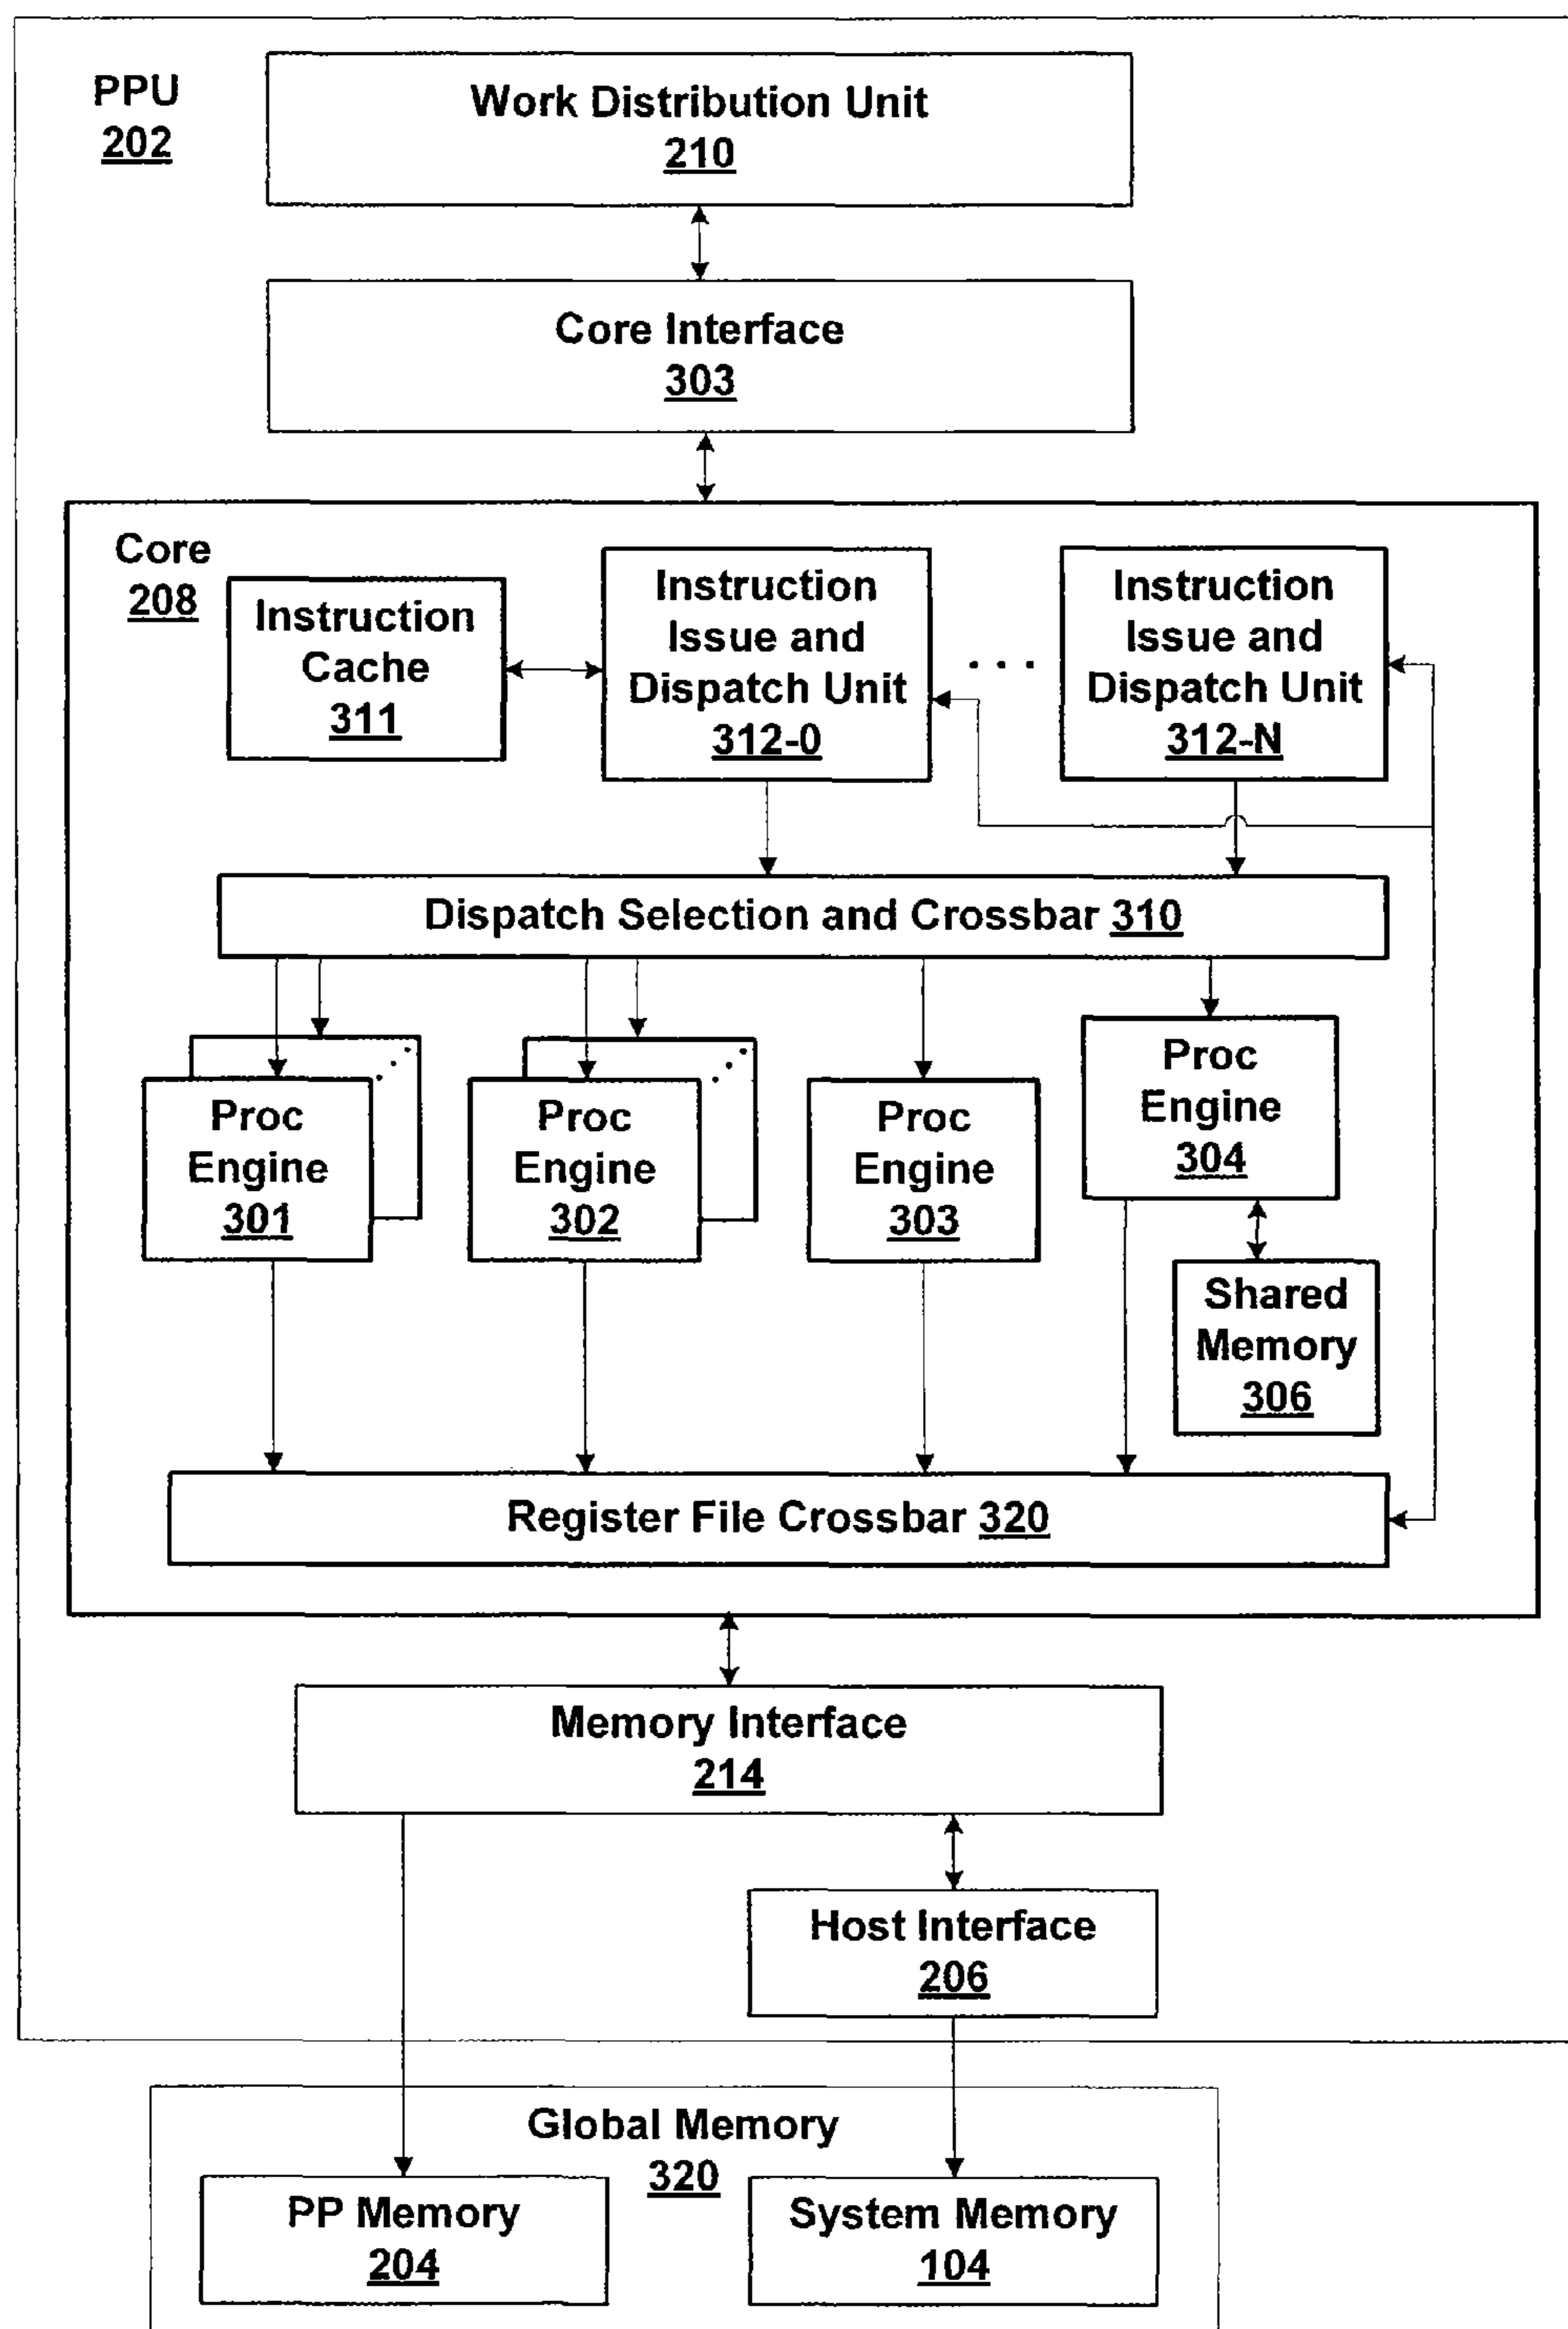 PPU
202
Work Distribution Unit
210
Core Interface
303
Core
208
Instruction
Cache
311
Instruction
Issue and
Dispatch Unit
312-0
. . .
Instruction
Issue and
Dispatch Unit
312-N
Dispatch Selection and Crossbar 310
Proc
Engine
301
Proc
Engine
302
Proc
Engine
303
Proc
Engine
304
Shared
Memory
306
Register File Crossbar 320
Memory Interface
214
Host Interface
206
Global Memory
320
PP Memory
204
System Memory
104